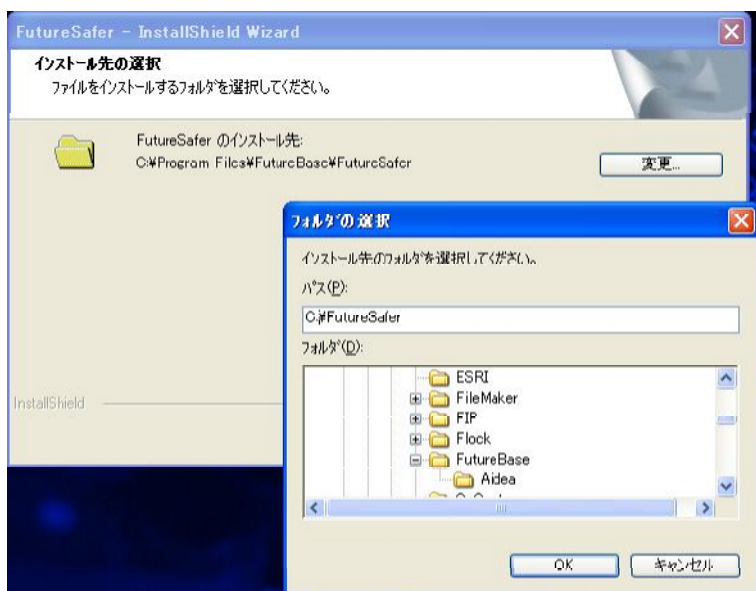 FutureSafer - InstallShield Wizard
インストール先の選択
ファイルをインストールするフォルダを選択してください。
FutureSafer のインストール先:
C:¥Program Files¥FutureBase¥FutureSafer
変更...
フォルダの選択
インストール先のフォルダを選択してください。
パス(P):
C:¥FutureSafer
フォルダ(D):
ESRI
FileMaker
FIP
Flock
FutureBase
Aidea
InstallShield
OK
キャンセル